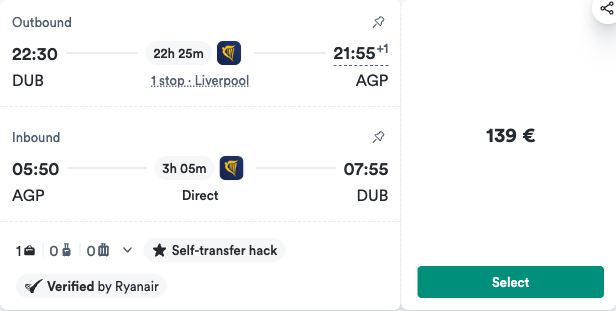 Outbound
22:30
22h 25m
21:55+1
DUB
1 stop · Liverpool
AGP
Inbound
05:50
3h 05m
07:55
AGP
Direct
DUB
1
0
0
Self-transfer hack
Verified by Ryanair
139 €
Select